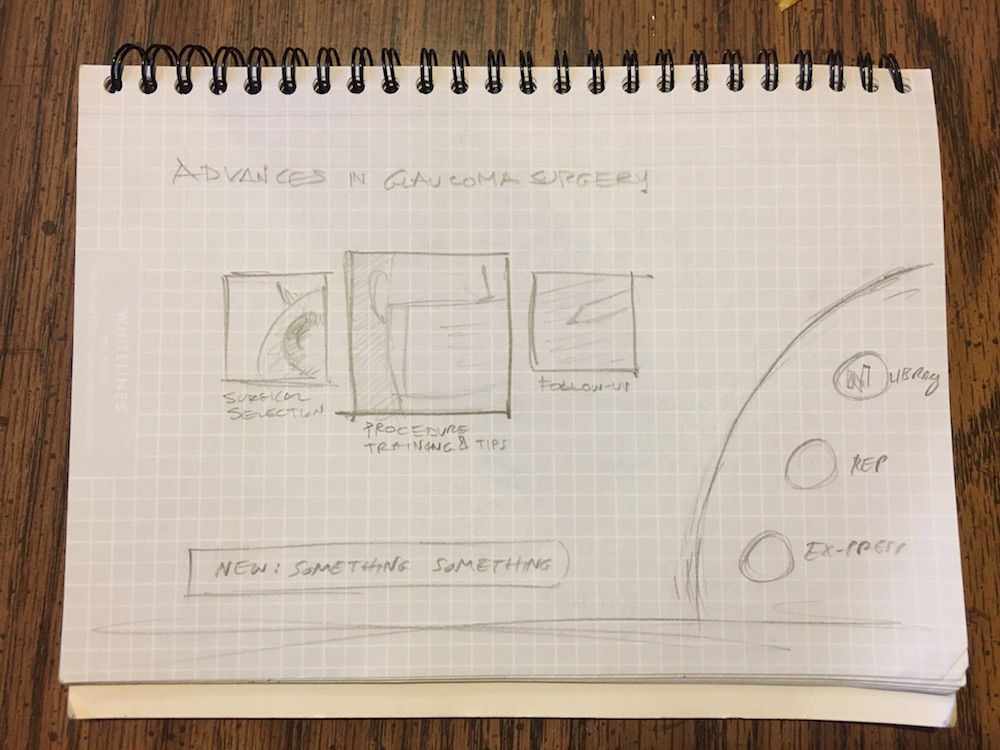 ADVANCES IN GLAUCOMA SURGERY
SURGICAL
SELECTION
PROCEDURE
TRAINING & TIPS
FOLLOW-UP
LIBRARY
REP
EX-PRESS
NEW: SOMETHING SOMETHING
WHITELINES